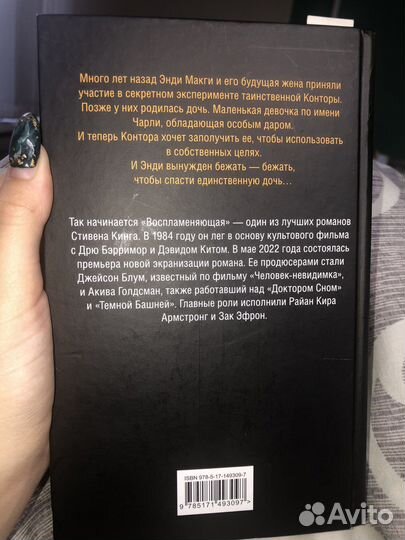 Много лет назад Энди Макги и его будущая жена приняли
участие в секретном эксперименте таинственной Конторы.
Позже у них родилась дочь. Маленькая девочка по имени
Чарли, обладающая особым даром.
И теперь Контора хочет заполучить ее, чтобы использовать
в собственных целях.
И Энди вынужден бежать — бежать,
чтобы спасти единственную дочь...
Так начинается «Воспламеняющая» — один из лучших романов
Стивена Кинга. В 1984 году он лег в основу культового фильма
с Дрю Бэрримор и Дэвидом Китом. В мае 2022 года состоялась
премьера новой экранизации романа. Ее продюсерами стали
Джейсон Блум, известный по фильму «Человек-невидимка»,
и Акива Голдсман, также работавший над «Доктором Сном»
и «Темной Башней». Главные роли исполнили Райан Кира
Армстронг и Зак Эфрон.
ISBN 978-5-17-149309-7
9 785171 493097
Avito